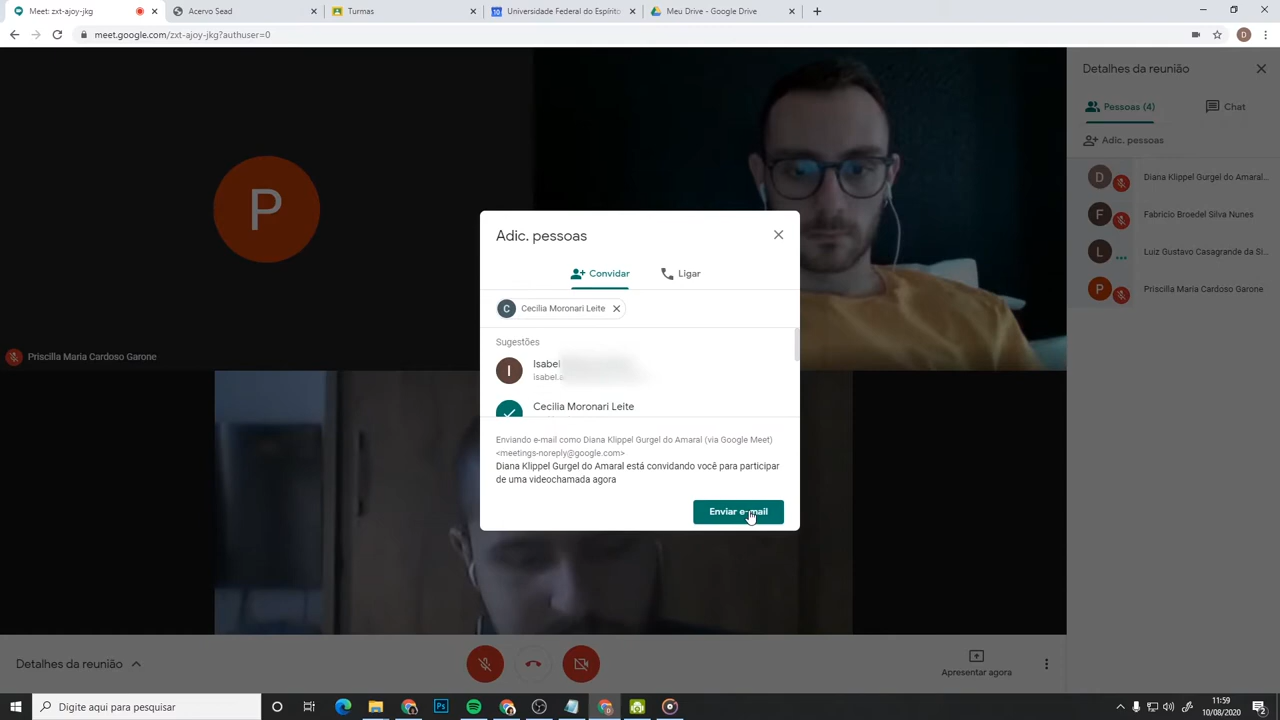 Meet: zxt-ajoy-jkg
Acervo Sead
Turmas
10
Universidade Federal do Espírito
Meu Drive - Google Drive
meet.google.com/zxt-ajoy-jkg?authuser=0
D
Detalhes da reunião
Pessoas (4)
Chat
Adic. pessoas
D
Diana Klippel Gurgel do Amaral...
F
Fabricio Broedel Silva Nunes
L
Luiz Gustavo Casagrande da Si...
P
Priscilla Maria Cardoso Garone
P
Priscilla Maria Cardoso Garone
Adic. pessoas
Convidar
Ligar
C
Cecília Moronari Leite
Sugestões
I
Isabel
isabel.
Cecília Moronari Leite
Enviando e-mail como Diana Klippel Gurgel do Amaral (via Google Meet)
<meetings-noreply@google.com>
Diana Klippel Gurgel do Amaral está convidando você para participar
de uma videochamada agora
Enviar e-mail
Detalhes da reunião
Apresentar agora
Digite aqui para pesquisar
Ps
11:59
10/08/2020